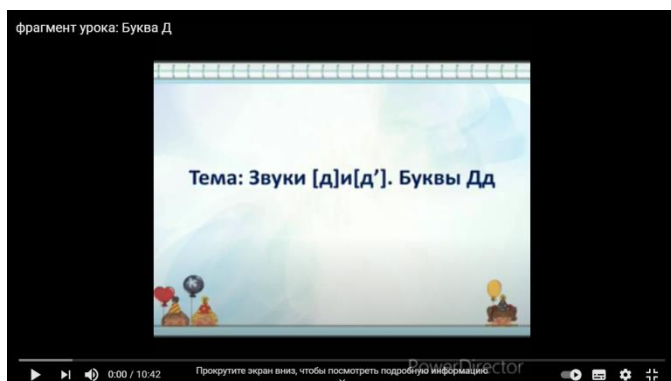 фрагмент урока: Буква Д
К
Тема: Звуки [д]и[д’]. Буквы Дд
PowerDirector
0:00 / 10:42
Прокрутите экран вниз, чтобы посмотреть подробную информацию